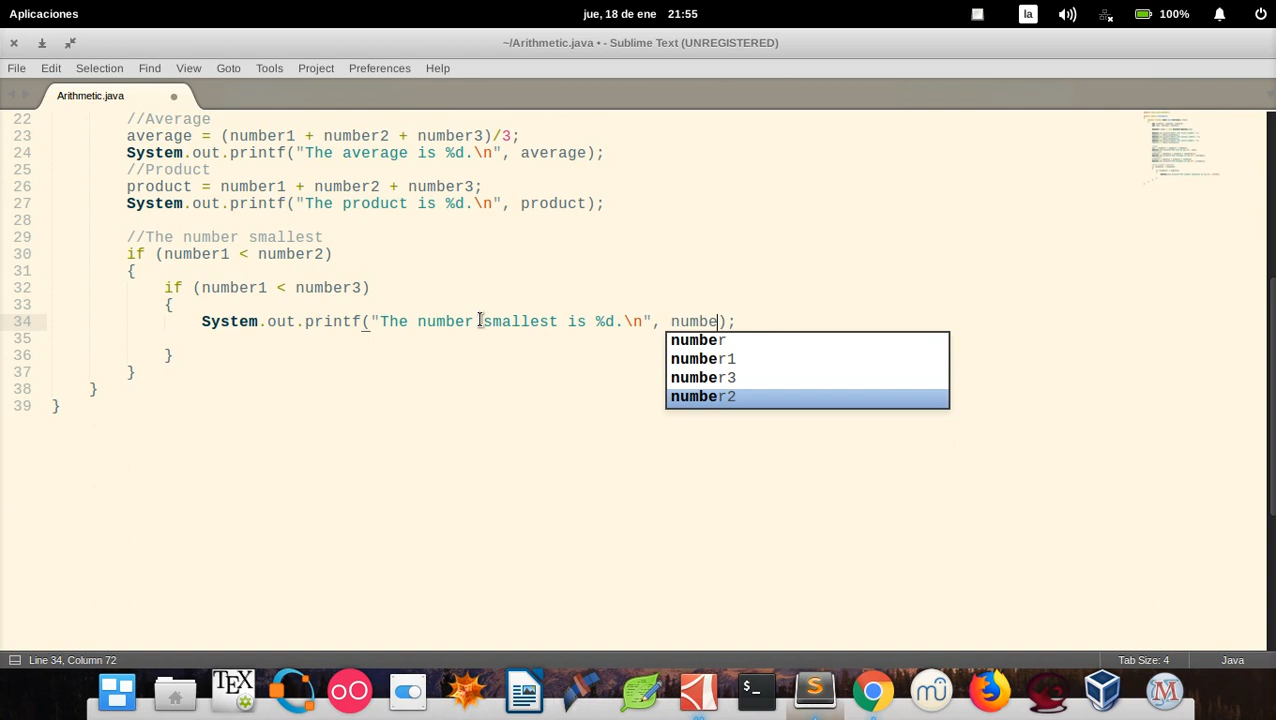 Aplicaciones
jue, 18 de ene 21:55
la
100%
~/Arithmetic.java • - Sublime Text (UNREGISTERED)
File Edit Selection Find View Goto Tools Project Preferences Help
Arithmetic.java
22 //Average
23 average = (number1 + number2 + number3)/3;
24 System.out.printf("The average is %d.\n", average);
25 //Product
26 product = number1 + number2 + number3;
27 System.out.printf("The product is %d.\n", product);
28
29 //The number smallest
30 if (number1 < number2)
31 {
32 if (number1 < number3)
33 {
34 System.out.printf("The number smallest is %d.\n", numbe);
35
36 }
37 }
38 }
39 }
number
number1
number3
number2
Line 34, Column 72
Tab Size: 4
Java
TEX